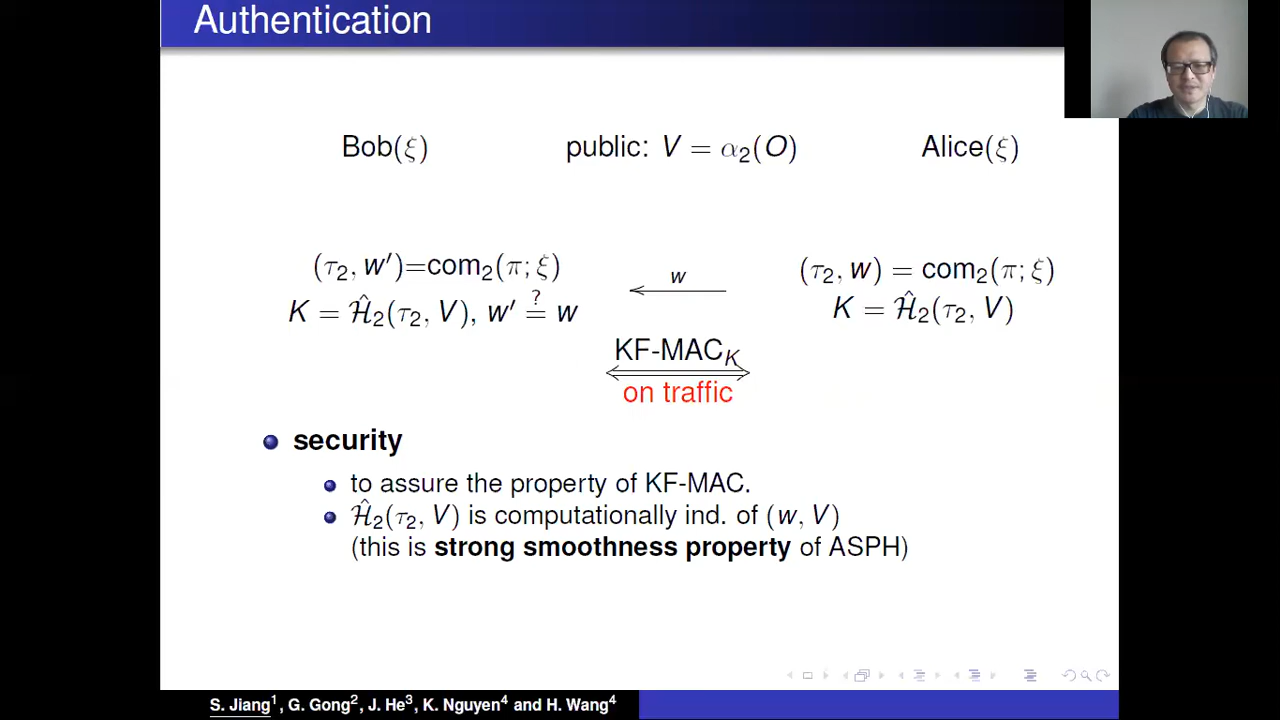 Authentication
Bob(ξ) public: V = α₂(O) Alice(ξ)
(τ₂, w′)=com₂(π; ξ) w (τ₂, w) = com₂(π; ξ)
K = Ĥ₂(τ₂, V), w′ ≟ w K = Ĥ₂(τ₂, V)
KF-MAC_K
on traffic
security
to assure the property of KF-MAC.
Ĥ₂(τ₂, V) is computationally ind. of (w, V)
(this is strong smoothness property of ASPH)
S. Jiang¹, G. Gong², J. He³, K. Nguyen⁴ and H. Wang⁴